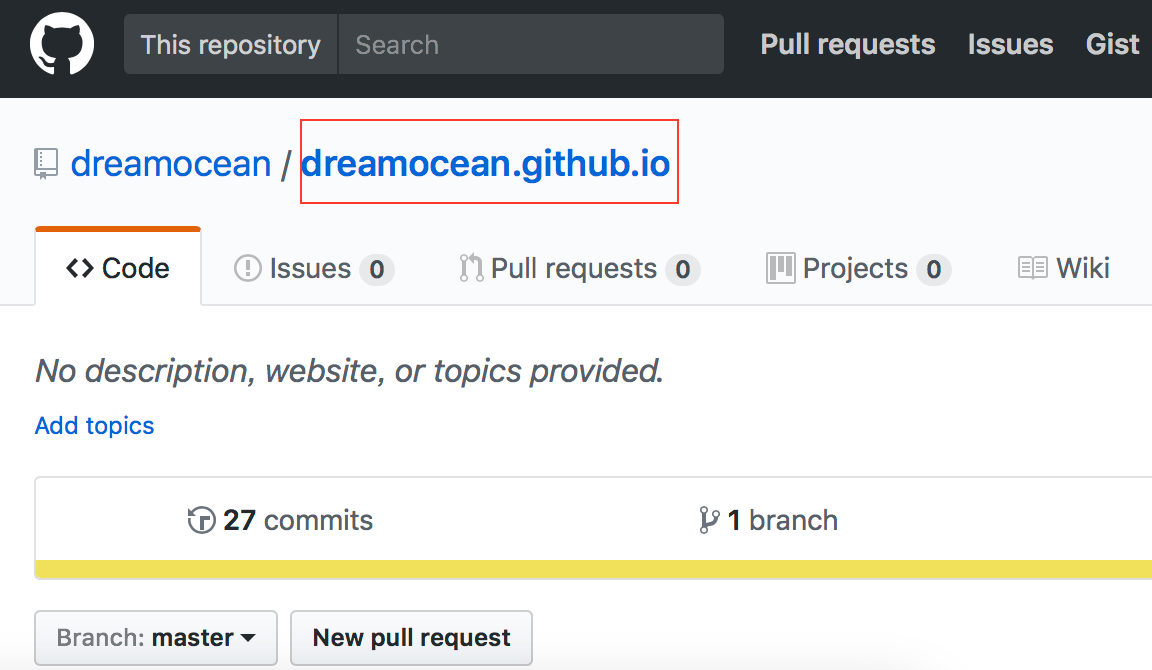 This repository Search Pull requests Issues Gist
dreamocean / dreamocean.github.io
<> Code Issues 0 Pull requests 0 Projects 0 Wiki
No description, website, or topics provided.
Add topics
27 commits 1 branch
Branch: master New pull request